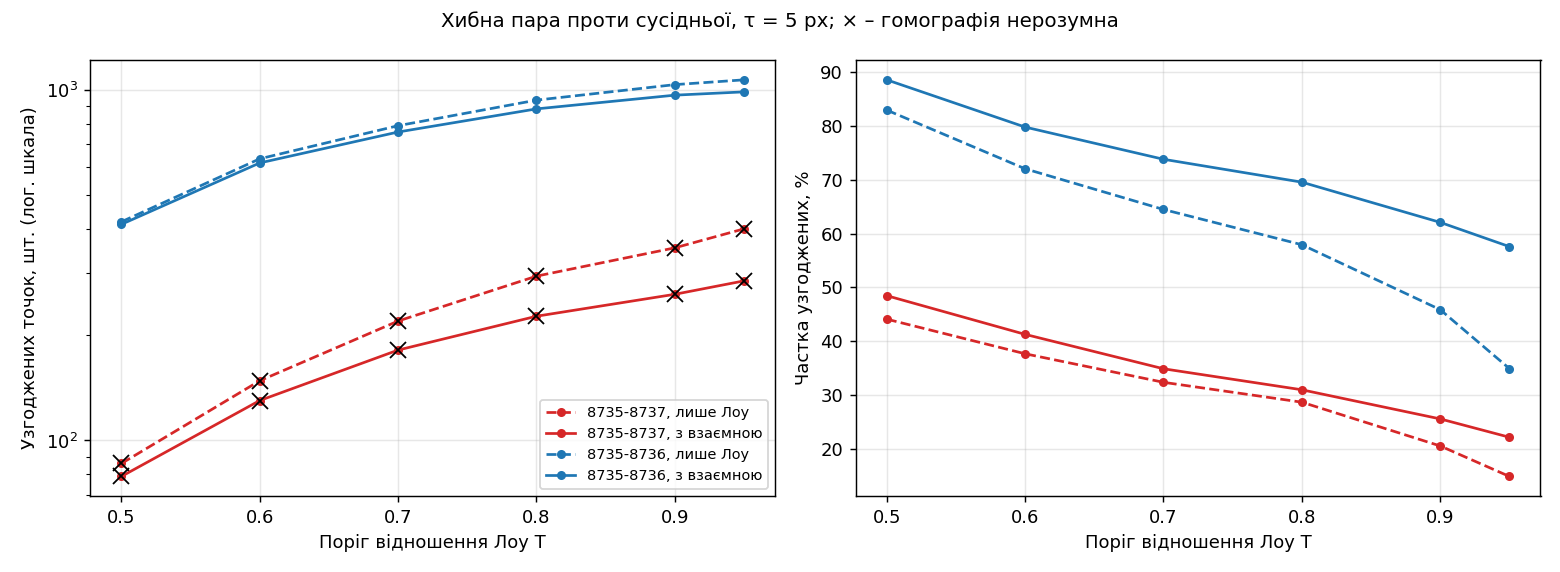 Хибна пара проти сусідньої, τ = 5 px; × – гомографія нерозумна
Узгоджених точок, шт. (лог. шкала)
10³
10²
0.5 0.6 0.7 0.8 0.9
Поріг відношення Лоу T
8735-8737, лише Лоу
8735-8737, з взаємною
8735-8736, лише Лоу
8735-8736, з взаємною
Частка узгоджених, %
90
80
70
60
50
40
30
20
0.5 0.6 0.7 0.8 0.9
Поріг відношення Лоу T